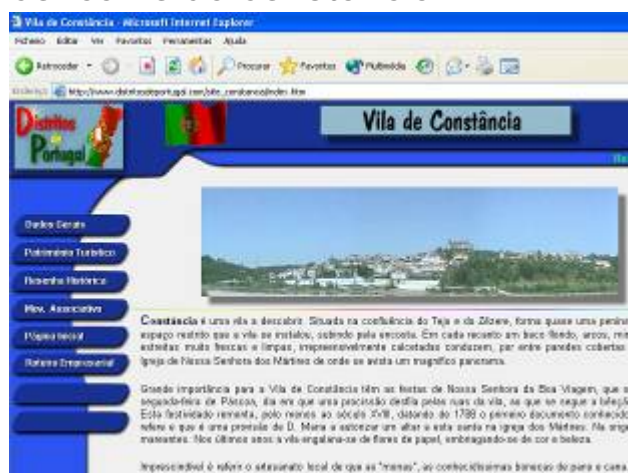 Vila de Constância - Microsoft Internet Explorer
Ficheiro Editar Ver Favoritos Ferramentas Ajuda
Retroceder Procurar Favoritos Multimédia
Endereço http://www.distritosdeportugal.com/site_constancia/index.htm
Distritos
de
Portugal
Vila de Constância
Dados Gerais
Património Turístico
Resenha Histórica
Mov. Associativo
Página Inicial
Roteiro Empresarial
Constância é uma vila a descobrir. Situada na confluência do Tejo e do Zêzere, forma quase uma
espaço restrito que a vila se instalou, subindo pela encosta. Em cada recanto um beco florido, arcos,
estreitas muito frescas e limpas, irrepreensivelmente calcetadas conduzem, por entre paredes cobertas
Igreja de Nossa Senhora dos Mártires de onde se avista um magnífico panorama.
Grande importância para a Vila de Constância têm as festas de Nossa Senhora da Boa Viagem, que
segunda-feira de Páscoa, dia em que uma procissão desfila pelas ruas da vila, ao que se segue a
Esta festividade remonta, pelo menos ao século XVIII, datando de 1788 o primeiro documento conhecido
refere e que é uma provisão de D. Maria a autorizar um altar a esta santa na igreja dos Mártires. Na
mareantes. Nos últimos anos a vila engalana-se de flores de papel, embriagando-se de cor e beleza.
Imprescindível é referir o artesanato local de que as "monas", as conhecidíssimas bonecas de pano e cana